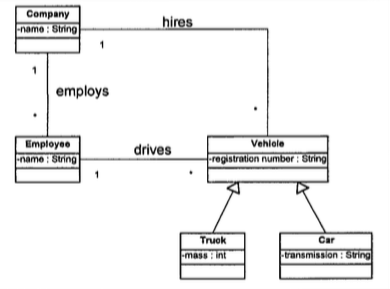 Company
-name : String
hires
1
1
employs
*
*
Employee
-name : String
drives
1
*
Vehicle
-registration number : String
Truck
-mass : int
Car
-transmission : String